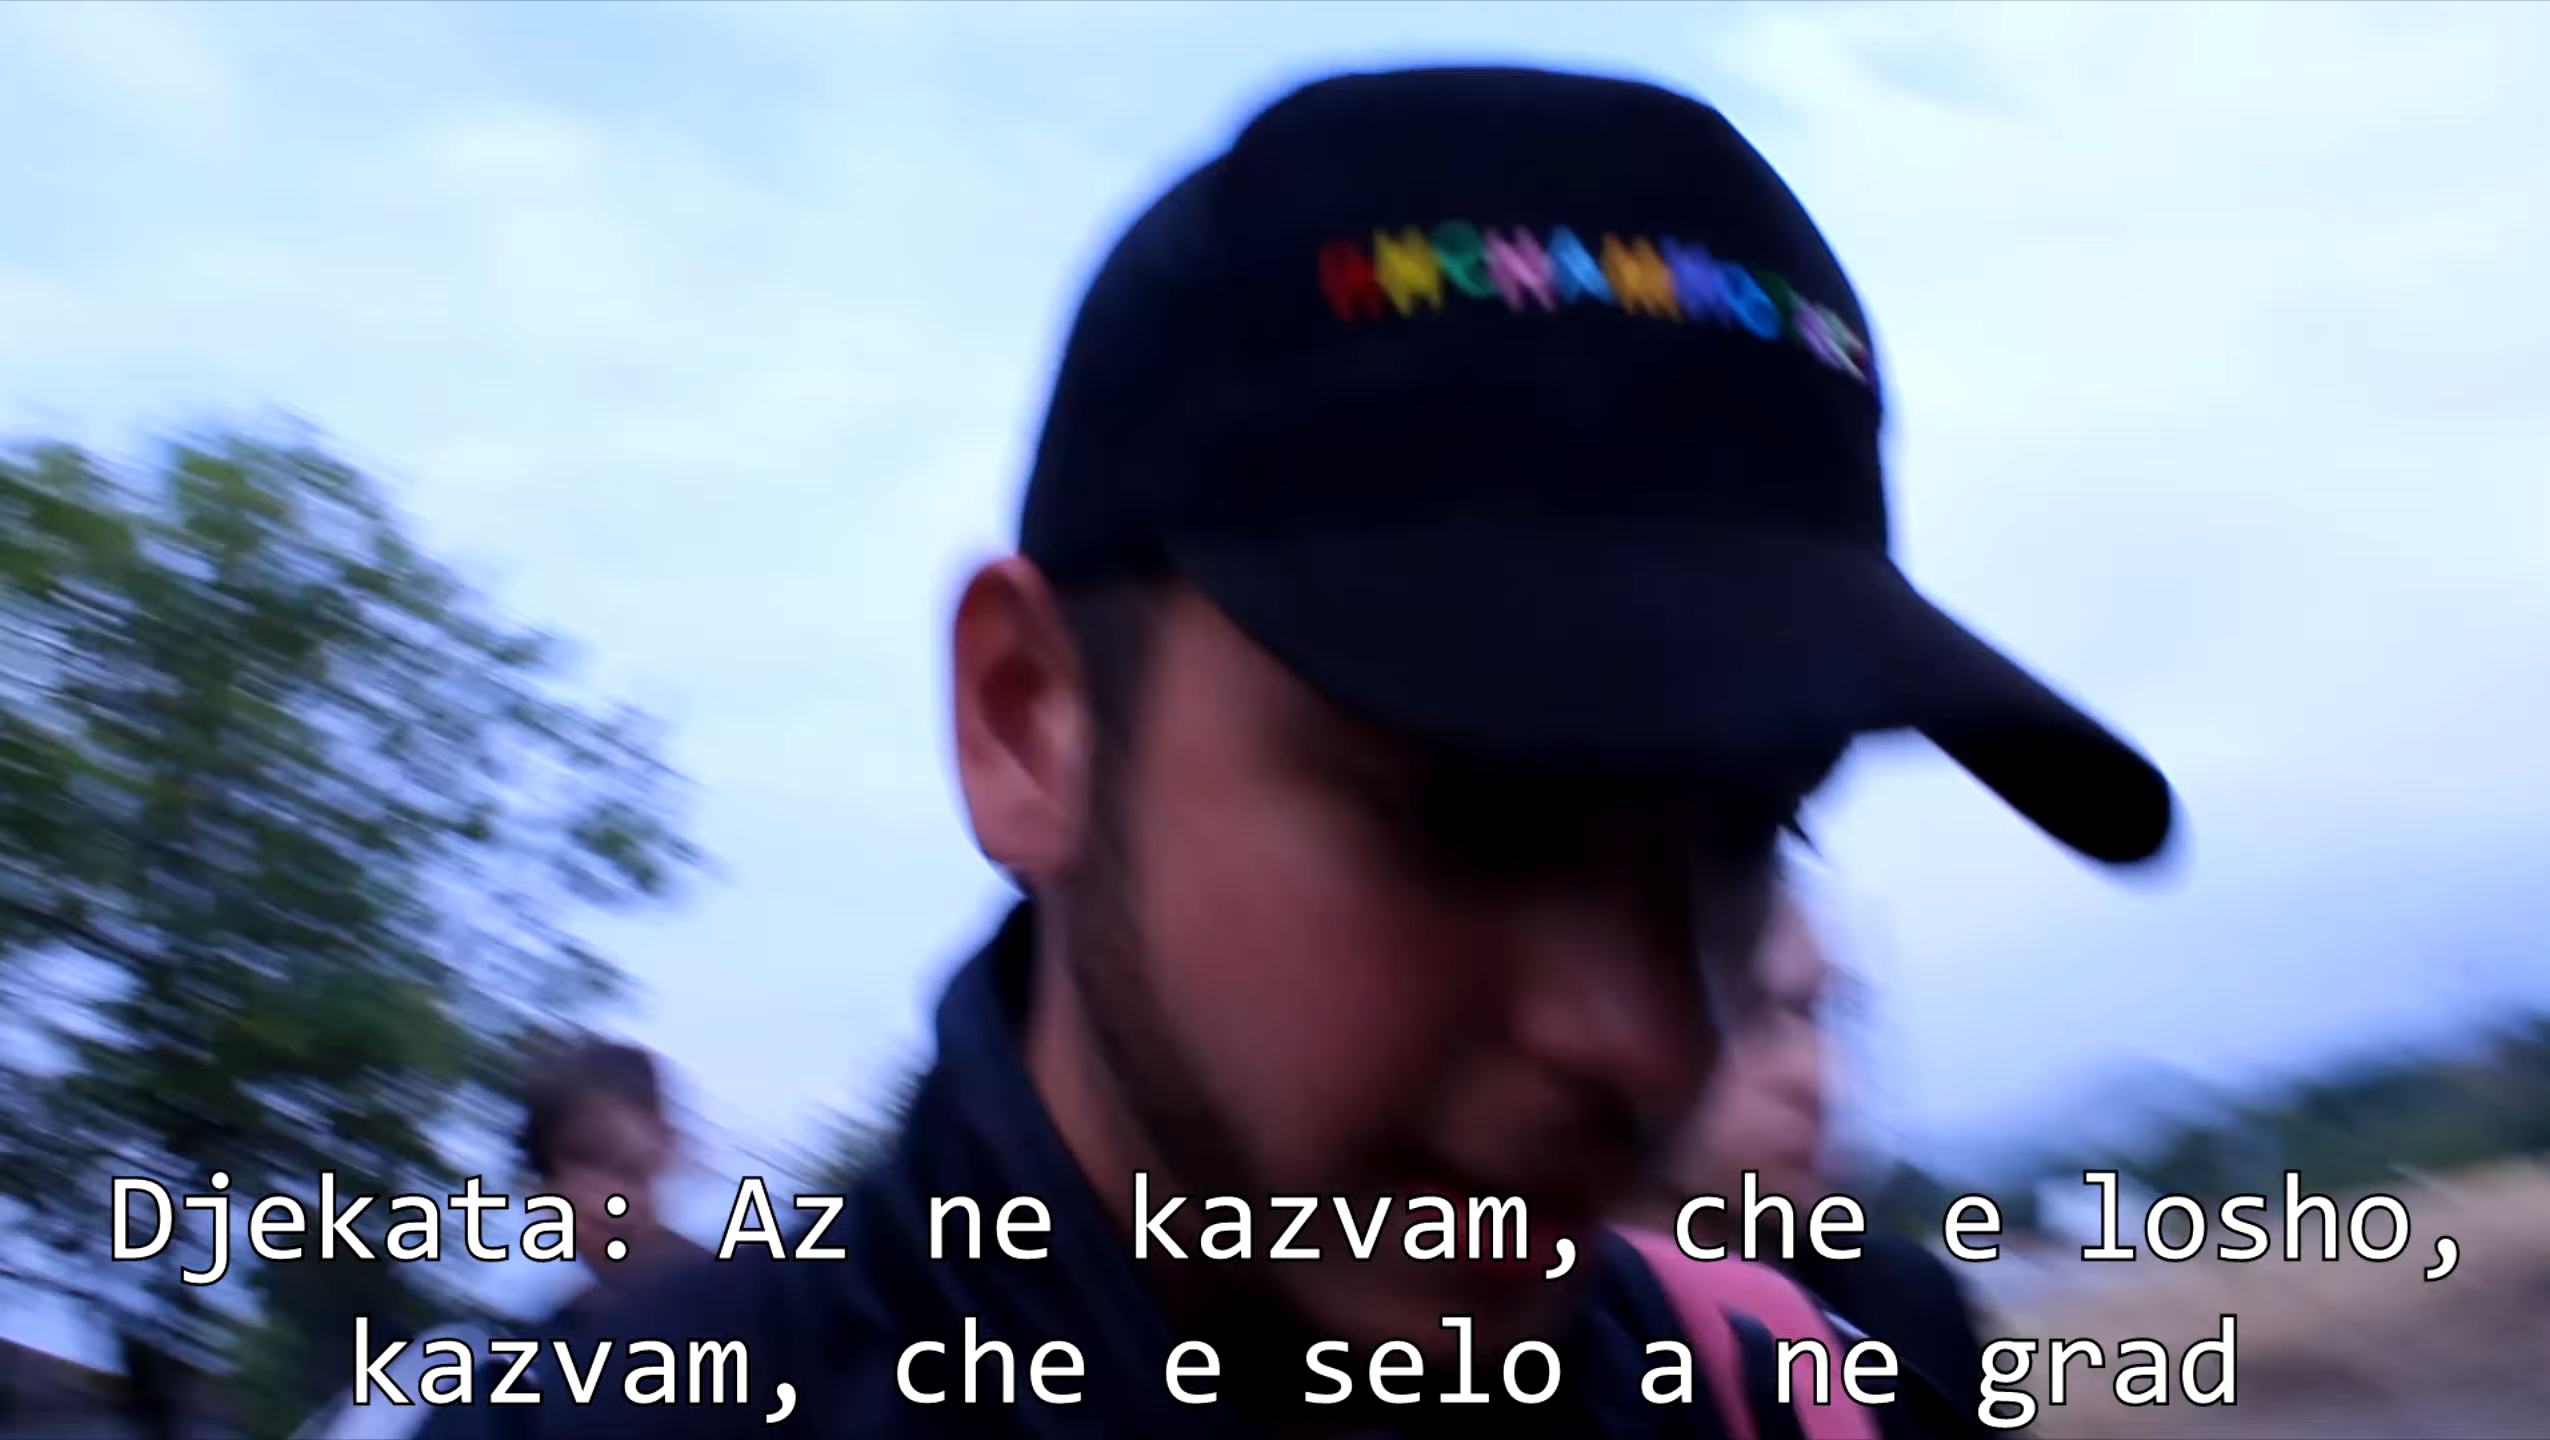 Djekata: Az ne kazvam, che e losho,
kazvam, che e selo a ne grad